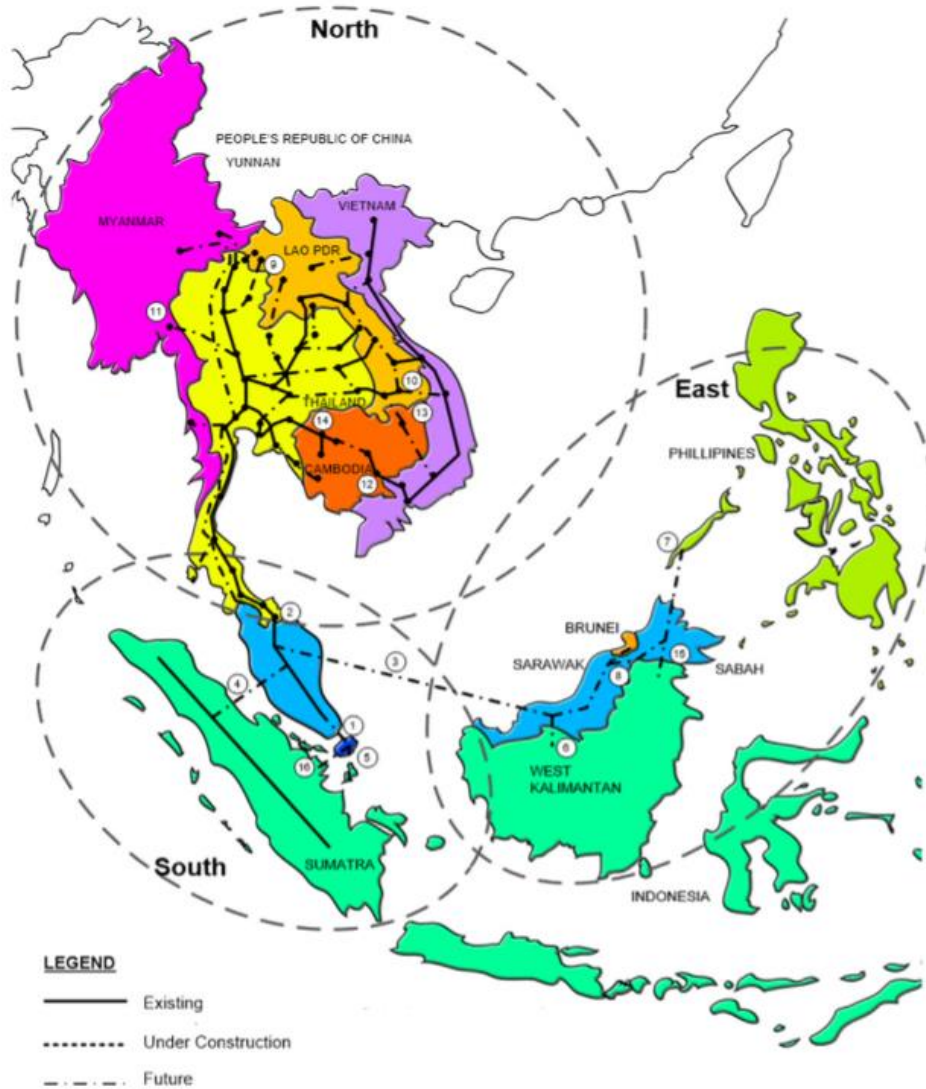 North
PEOPLE'S REPUBLIC OF CHINA
YUNNAN
VIETNAM
MYANMAR
LAO PDR
9
11
10
East
THAILAND
14
13
PHILLIPINES
CAMBODIA
12
7
2
BRUNEI
3
SARAWAK
15
SABAH
8
4
1
6
5
16
WEST
KALIMANTAN
South
SUMATRA
INDONESIA
LEGEND
Existing
Under Construction
Future